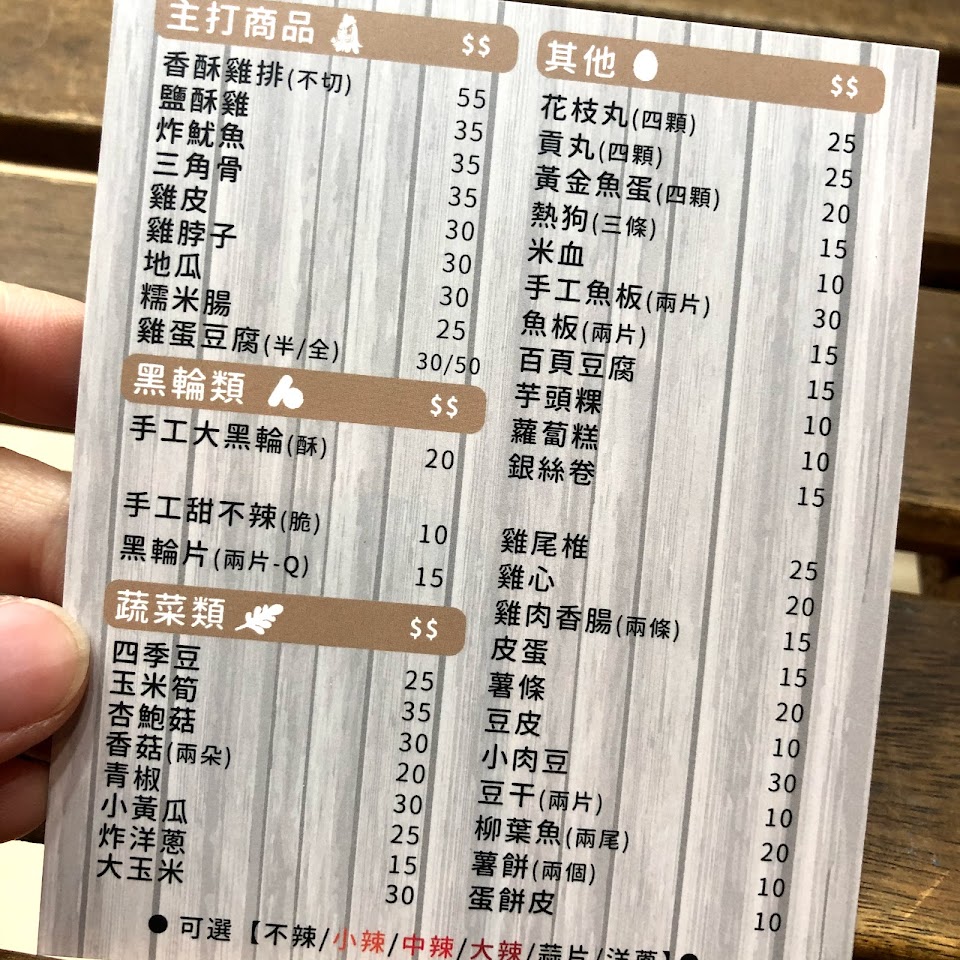 主打商品 $$
香酥雞排(不切) 55
鹽酥雞 35
炸魷魚 35
三角骨 35
雞皮 30
雞脖子 30
地瓜 30
糯米腸 25
雞蛋豆腐(半/全) 30/50
黑輪類 $$
手工大黑輪(酥) 20
手工甜不辣(脆) 10
黑輪片(兩片-Q) 15
蔬菜類 $$
四季豆 25
玉米筍 35
杏鮑菇 30
香菇(兩朵) 20
青椒 30
小黃瓜 25
炸洋蔥 15
大玉米 30
其他 $$
花枝丸(四顆) 25
貢丸(四顆) 25
黃金魚蛋(四顆) 20
熱狗(三條) 15
米血 10
手工魚板(兩片) 30
魚板(兩片) 15
百頁豆腐 15
芋頭粿 10
蘿蔔糕 10
銀絲卷 15
雞尾椎 25
雞心 20
雞肉香腸(兩條) 15
皮蛋 15
薯條 20
豆皮 10
小肉豆 30
豆干(兩片) 10
柳葉魚(兩尾) 20
薯餅(兩個) 10
蛋餅皮 10
●可選【不辣/小辣/中辣/大辣/蒜片/洋蔥】●